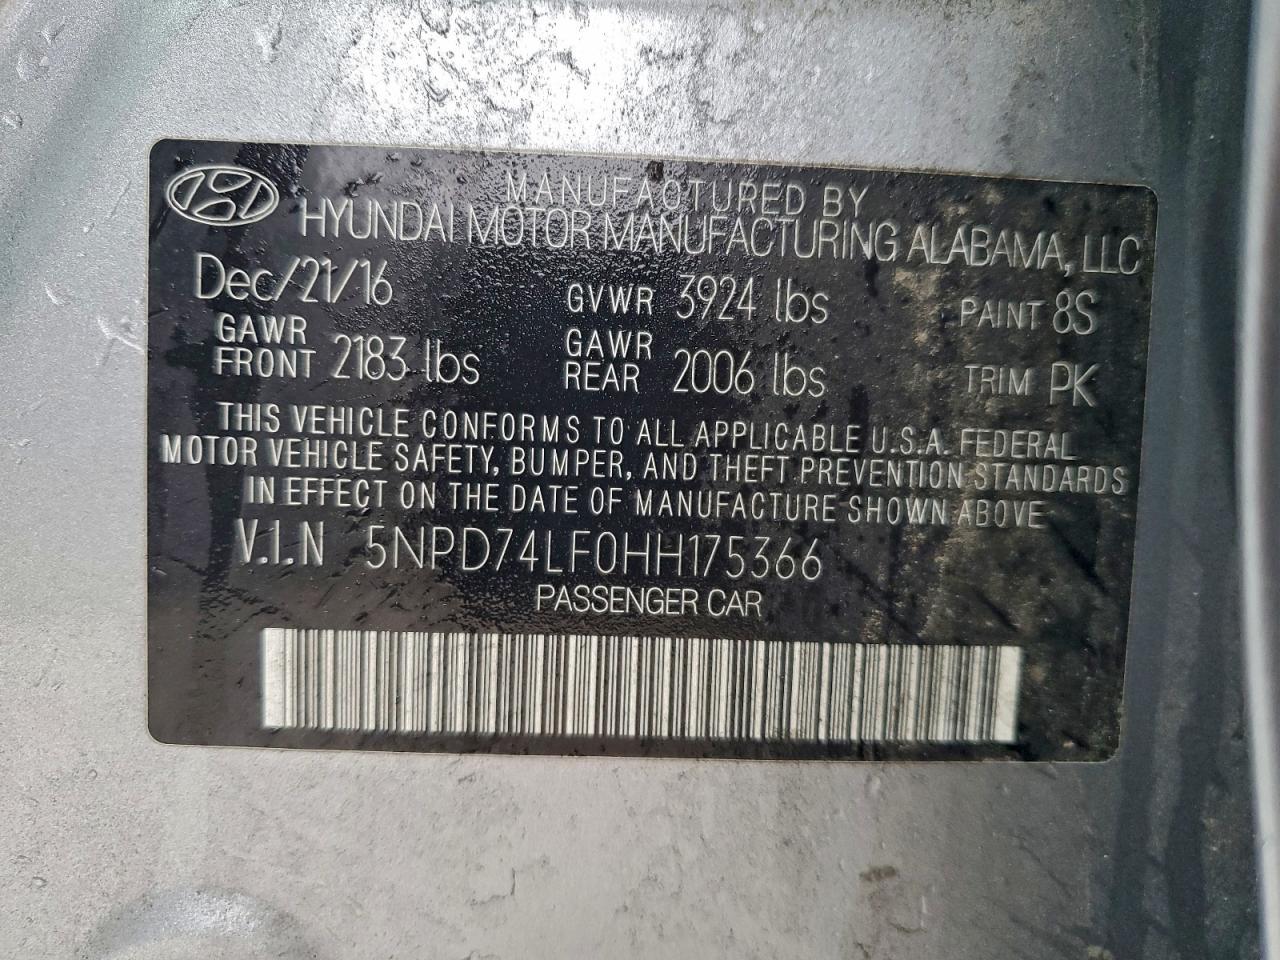 MANUFACTURED BY
HYUNDAI MOTOR MANUFACTURING ALABAMA, LLC
Dec/21/16 GVWR 3924 lbs PAINT 8S
GAWR FRONT 2183 lbs GAWR REAR 2006 lbs TRIM PK
THIS VEHICLE CONFORMS TO ALL APPLICABLE U.S.A. FEDERAL
MOTOR VEHICLE SAFETY, BUMPER, AND THEFT PREVENTION STANDARDS
IN EFFECT ON THE DATE OF MANUFACTURE SHOWN ABOVE
V.I.N 5NPD74LF0HH175366
PASSENGER CAR